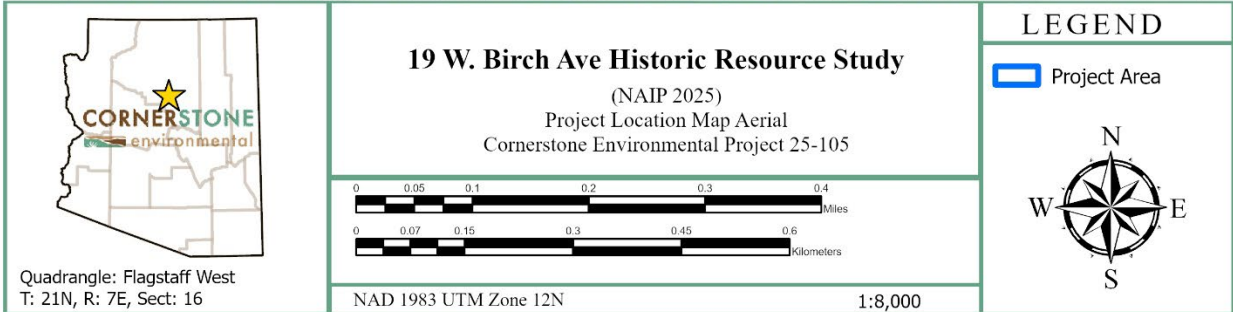 CORNERSTONE
environmental
Quadrangle: Flagstaff West
T: 21N, R: 7E, Sect: 16
19 W. Birch Ave Historic Resource Study
(NAIP 2025)
Project Location Map Aerial
Cornerstone Environmental Project 25-105
0 0.05 0.1 0.2 0.3 0.4
Miles
0 0.07 0.15 0.3 0.45 0.6
Kilometers
NAD 1983 UTM Zone 12N 1:8,000
LEGEND
Project Area
N
W E
S